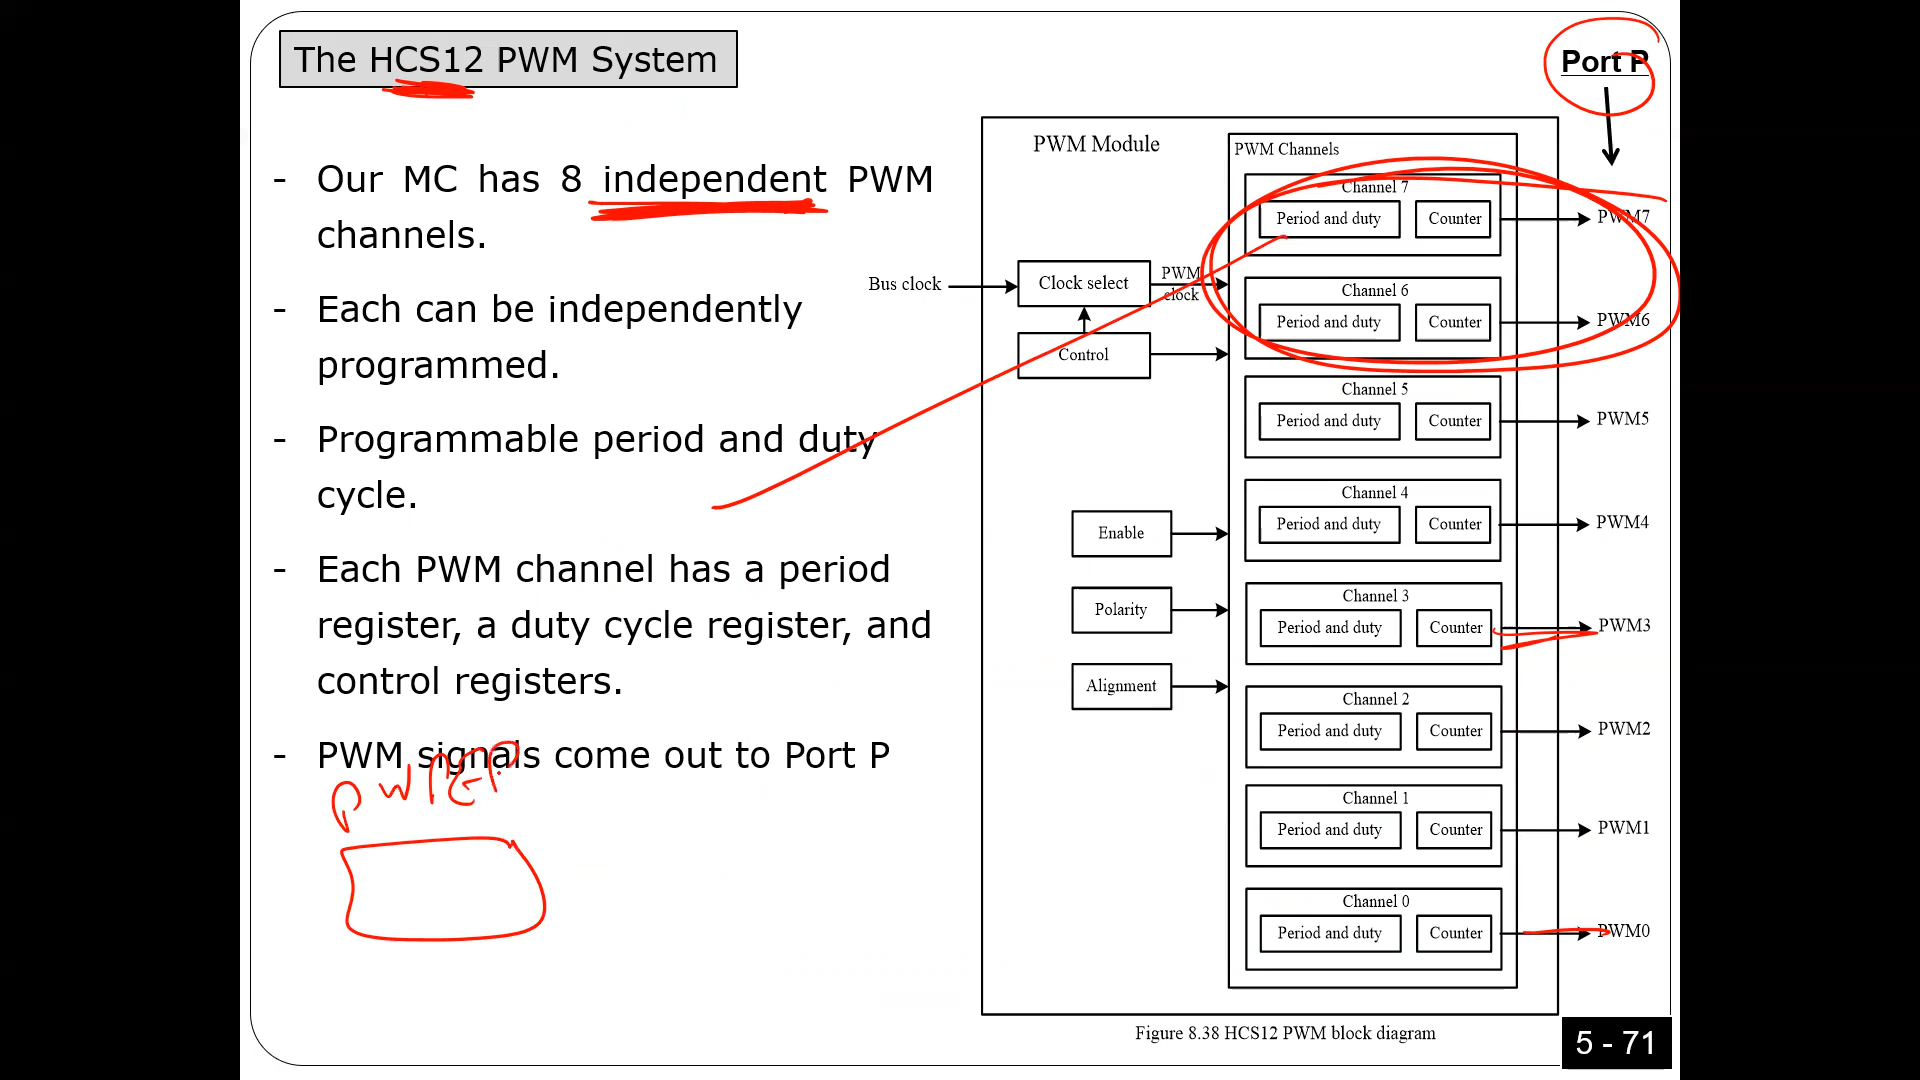 The HCS12 PWM System
Port P
- Our MC has 8 independent PWM
channels.
- Each can be independently
programmed.
- Programmable period and duty
cycle.
- Each PWM channel has a period
register, a duty cycle register, and
control registers.
- PWM signals come out to Port P
PWM Module
PWM Channels
Bus clock
Clock select
PWM
clock
Control
Enable
Polarity
Alignment
Channel 7
Period and duty Counter PWM7
Channel 6
Period and duty Counter PWM6
Channel 5
Period and duty Counter PWM5
Channel 4
Period and duty Counter PWM4
Channel 3
Period and duty Counter PWM3
Channel 2
Period and duty Counter PWM2
Channel 1
Period and duty Counter PWM1
Channel 0
Period and duty Counter PWM0
Figure 8.38 HCS12 PWM block diagram
5 - 71